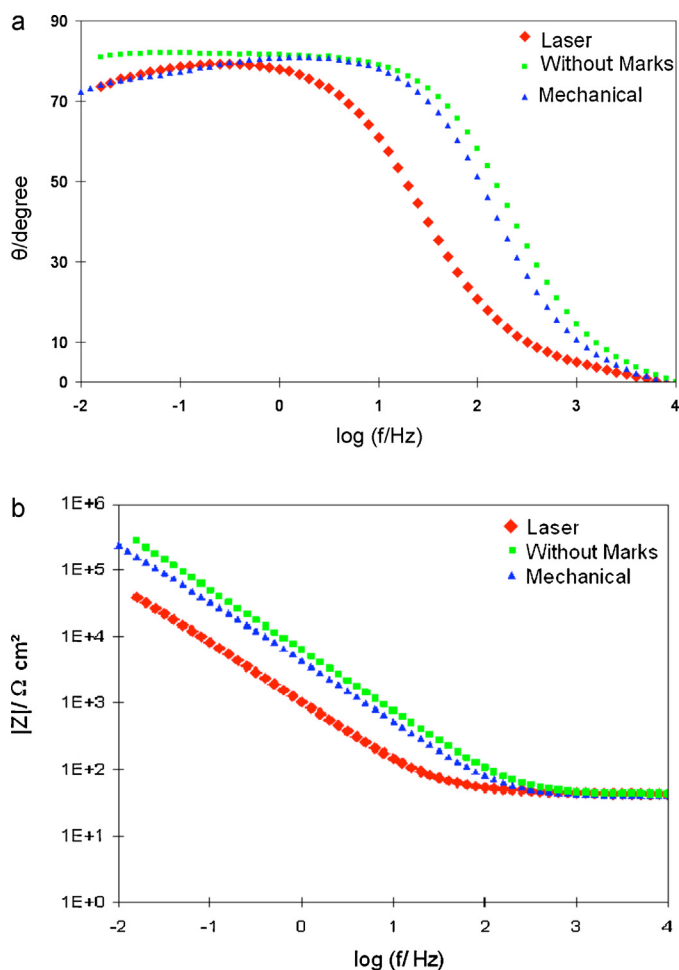 a
90
70
50
30
10
0
θ/degree
-2 -1 0 1 2 3 4
log (f/Hz)
Laser
Without Marks
Mechanical
b
1E+6
1E+5
1E+4
1E+3
1E+2
1E+1
1E+0
|Z|/ Ω cm²
-2 -1 0 1 2 3 4
log (f/ Hz)
Laser
Without Marks
Mechanical